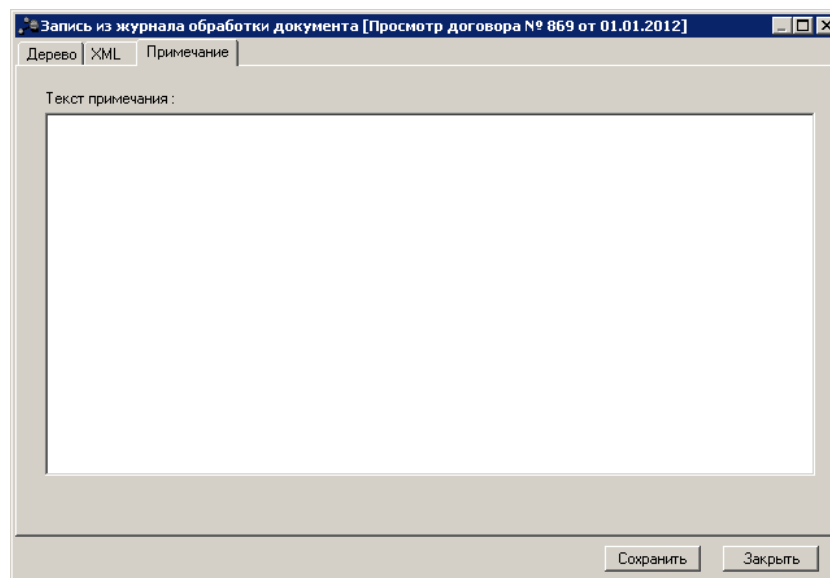 Запись из журнала обработки документа [Просмотр договора № 869 от 01.01.2012]
Дерево XML Примечание
Текст примечания :
Сохранить Закрыть